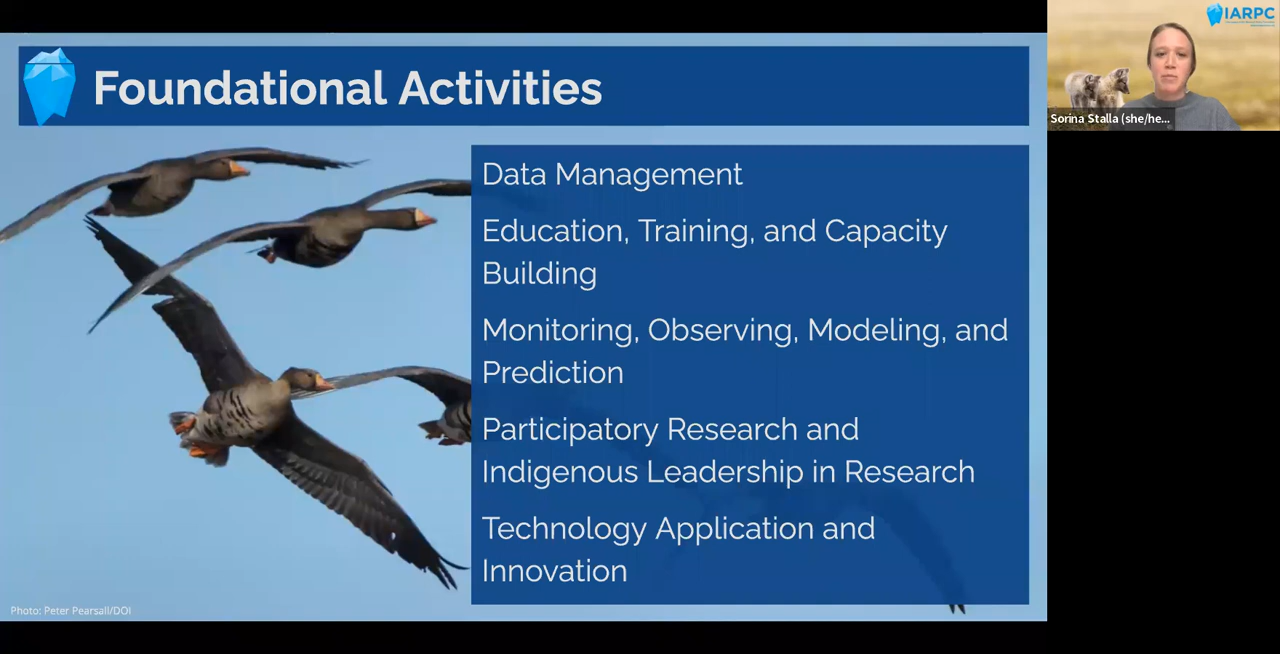 Foundational Activities
Data Management
Education, Training, and Capacity
Building
Monitoring, Observing, Modeling, and
Prediction
Participatory Research and
Indigenous Leadership in Research
Technology Application and
Innovation
Photo: Peter Pearsall/DOI
IARPC
Sorina Stalla (she/he...